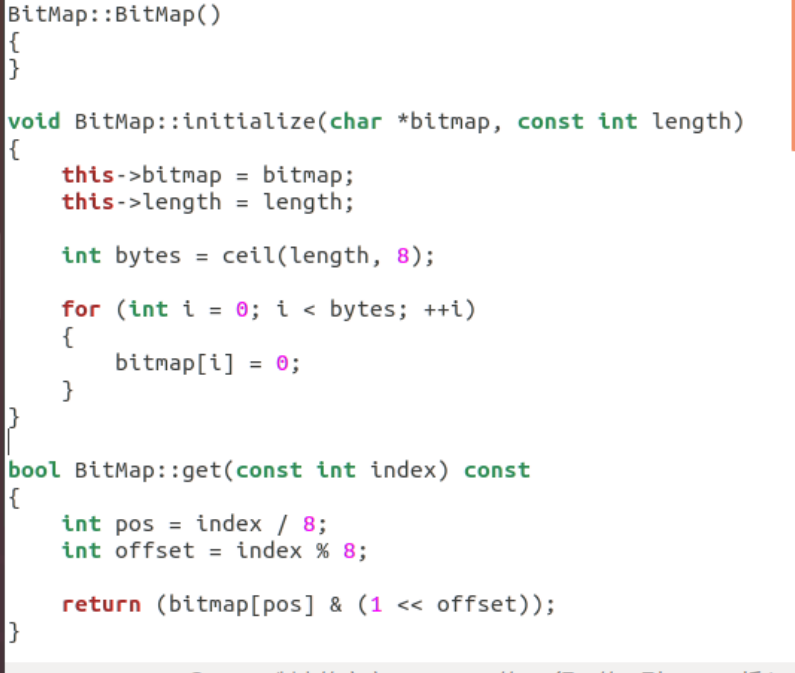 BitMap::BitMap()
{
}
void BitMap::initialize(char *bitmap, const int length)
{
    this->bitmap = bitmap;
    this->length = length;
    int bytes = ceil(length, 8);
    for (int i = 0; i < bytes; ++i)
    {
        bitmap[i] = 0;
    }
}
bool BitMap::get(const int index) const
{
    int pos = index / 8;
    int offset = index % 8;
    return (bitmap[pos] & (1 << offset));
}